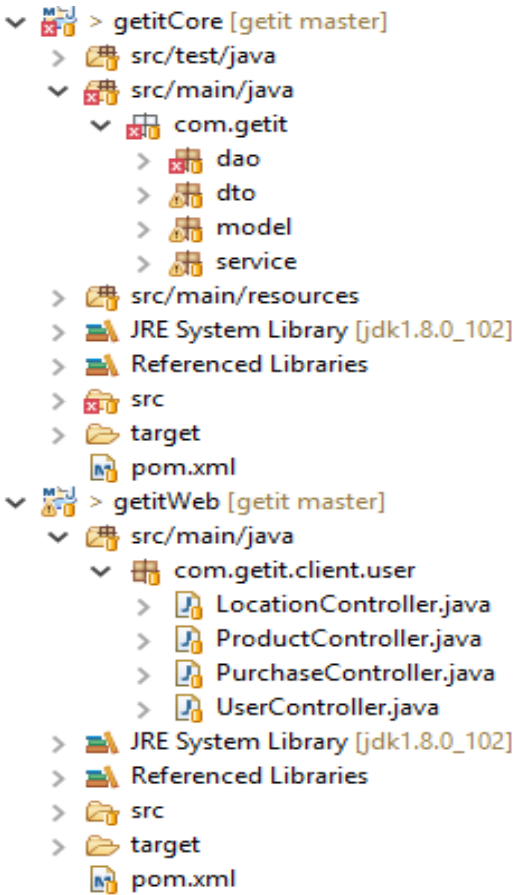 > getitCore [getit master]
src/test/java
src/main/java
com.getit
dao
dto
model
service
src/main/resources
JRE System Library [jdk1.8.0_102]
Referenced Libraries
src
target
pom.xml
> getitWeb [getit master]
src/main/java
com.getit.client.user
LocationController.java
ProductController.java
PurchaseController.java
UserController.java
JRE System Library [jdk1.8.0_102]
Referenced Libraries
src
target
pom.xml